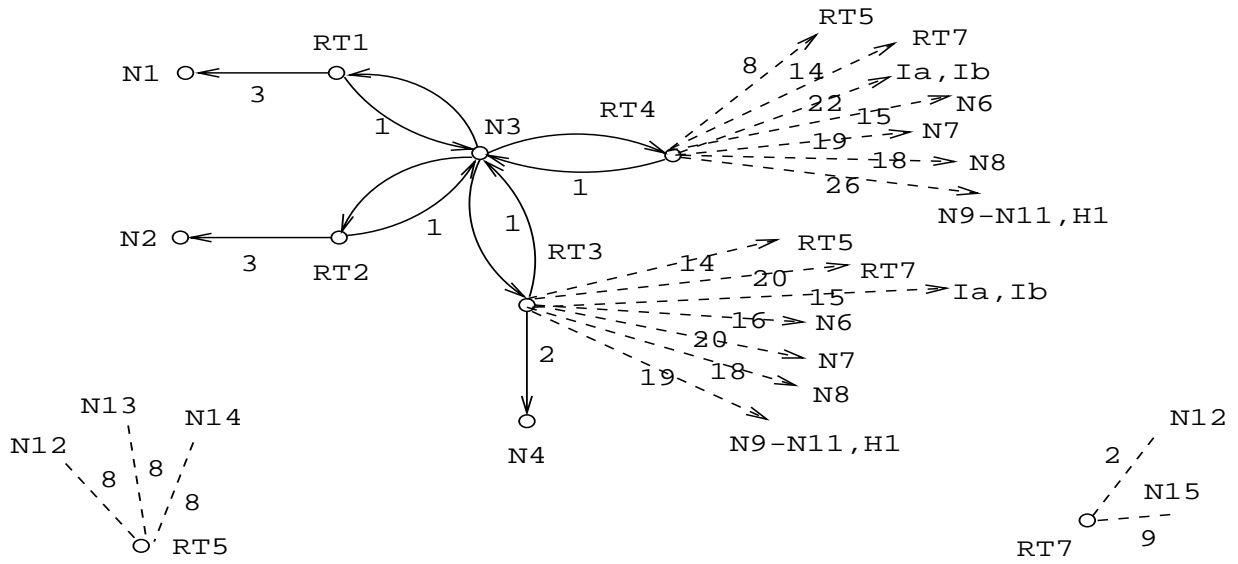 RT5
RT1
RT7
N1
8
14
Ia,Ib
3
22
N6
RT4
15
1
N3
19
N7
18
N8
1
26
N9-N11,H1
N2
1
1
RT3
RT5
3
RT2
14
RT7
20
15
Ia,Ib
16
N6
2
20
N7
19
18
N8
N13
N14
N12
N4
N9-N11,H1
N12
8
8
2
8
N15
RT5
RT7
9